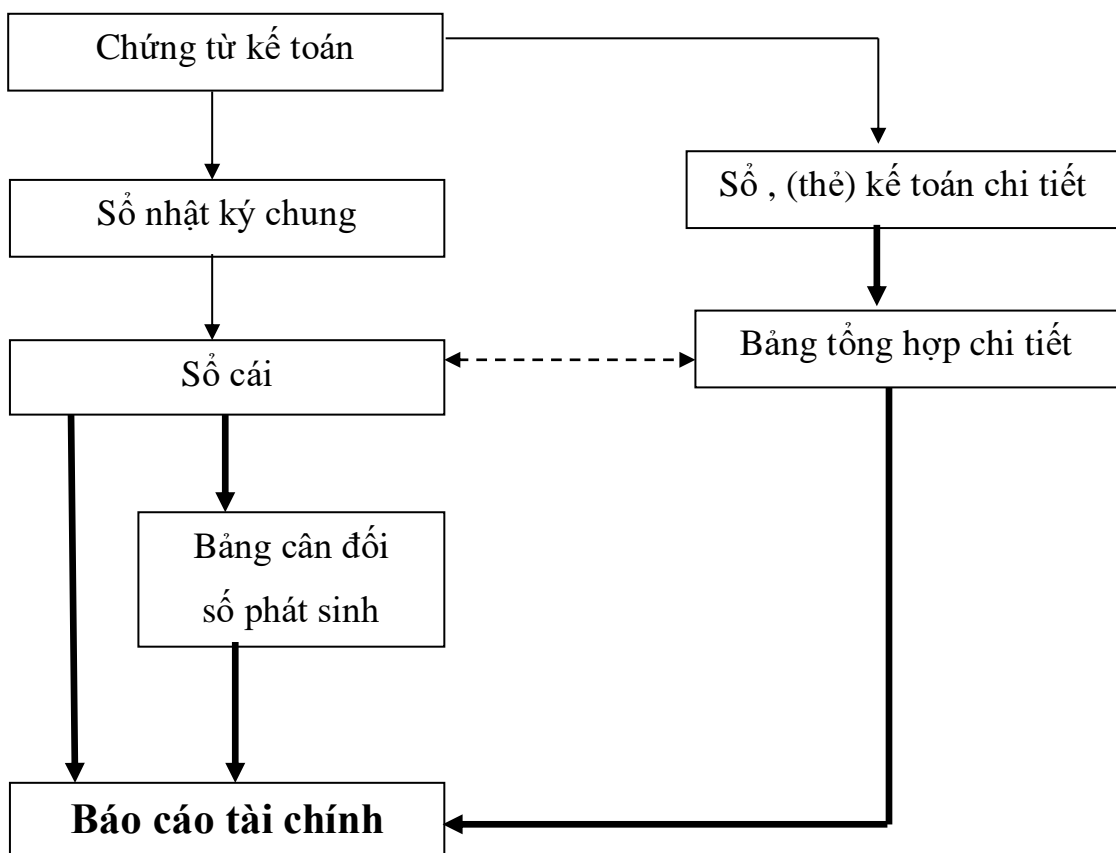 Chứng từ kế toán
Sổ , (thẻ) kế toán chi tiết
Sổ nhật ký chung
Bảng tổng hợp chi tiết
Sổ cái
Bảng cân đối
số phát sinh
Báo cáo tài chính